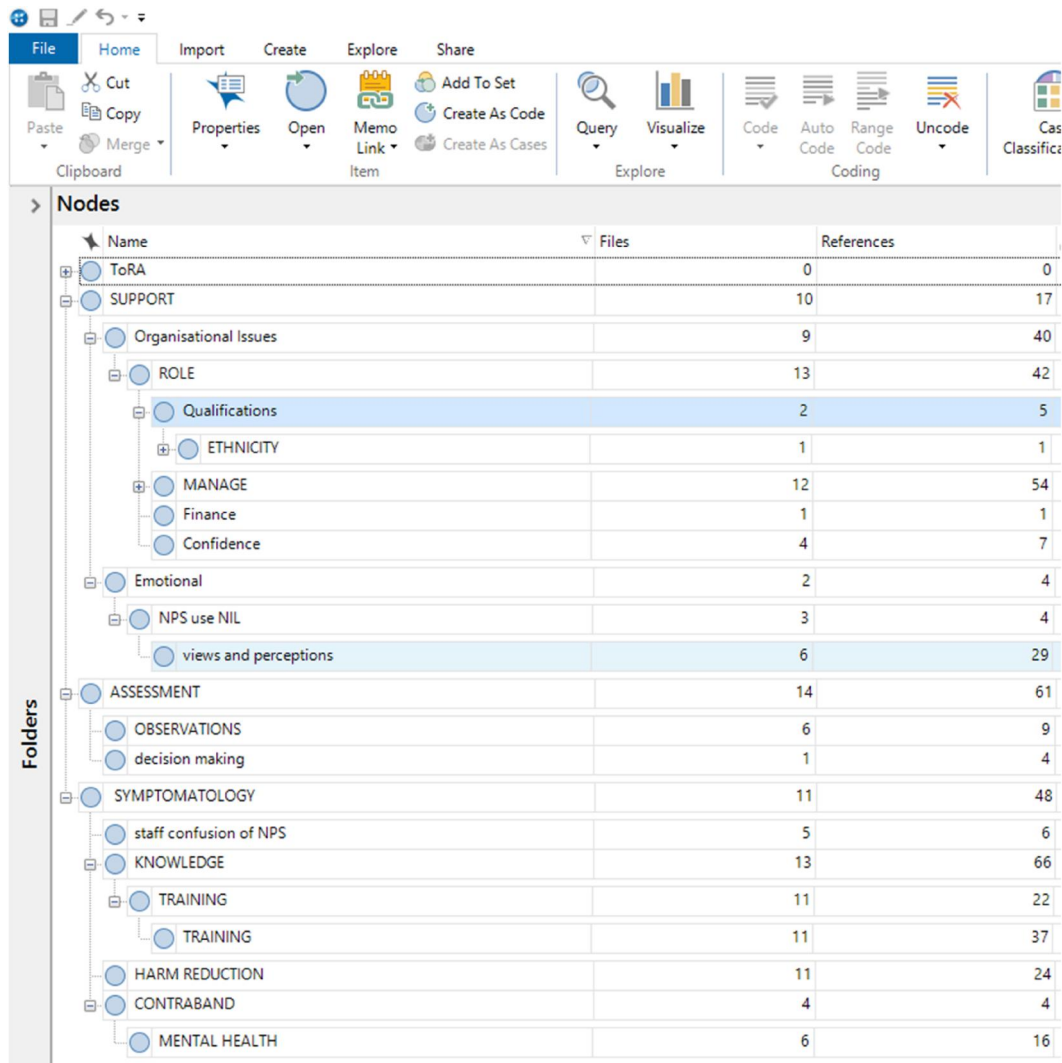 File Home Import Create Explore Share
Cut Add To Set
Copy Create As Code
Paste Merge Properties Open Memo Link Create As Cases Query Visualize Code Auto Code Range Code Uncode
Clipboard Item Explore Coding
Nodes
Name Files References
ToRA 0 0
SUPPORT 10 17
Organisational Issues 9 40
ROLE 13 42
Qualifications 2 5
ETHNICITY 1 1
MANAGE 12 54
Finance 1 1
Confidence 4 7
Emotional 2 4
NPS use NIL 3 4
views and perceptions 6 29
ASSESSMENT 14 61
OBSERVATIONS 6 9
decision making 1 4
SYMPTOMATOLOGY 11 48
staff confusion of NPS 5 6
KNOWLEDGE 13 66
TRAINING 11 22
TRAINING 11 37
HARM REDUCTION 11 24
CONTRABAND 4 4
MENTAL HEALTH 6 16
Folders